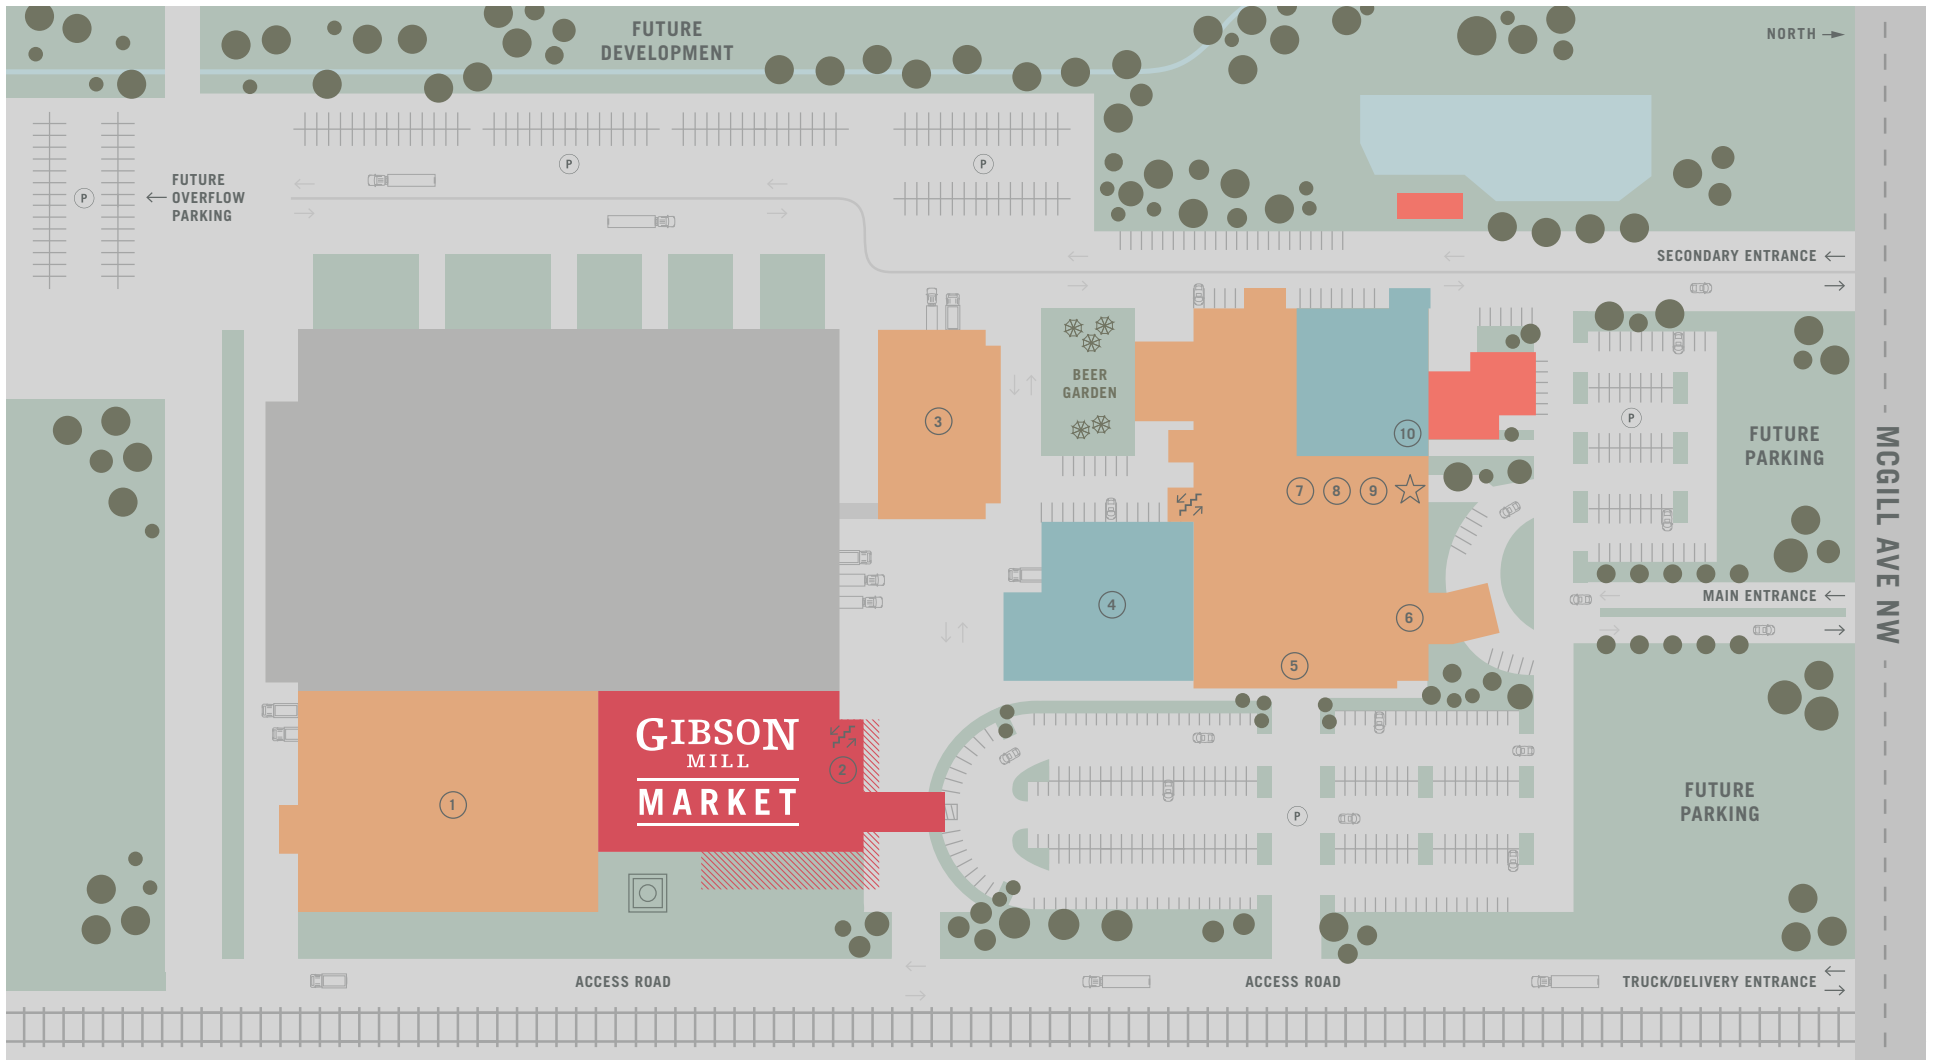 FUTURE
DEVELOPMENT
NORTH
P
P
P
FUTURE
OVERFLOW
PARKING
SECONDARY ENTRANCE
BEER
GARDEN
3
10
P
FUTURE
PARKING
MCGILL AVE NW
7 8 9
4
6
5
MAIN ENTRANCE
GIBSON
MILL
MARKET
2
1
P
FUTURE
PARKING
ACCESS ROAD
ACCESS ROAD
TRUCK/DELIVERY ENTRANCE